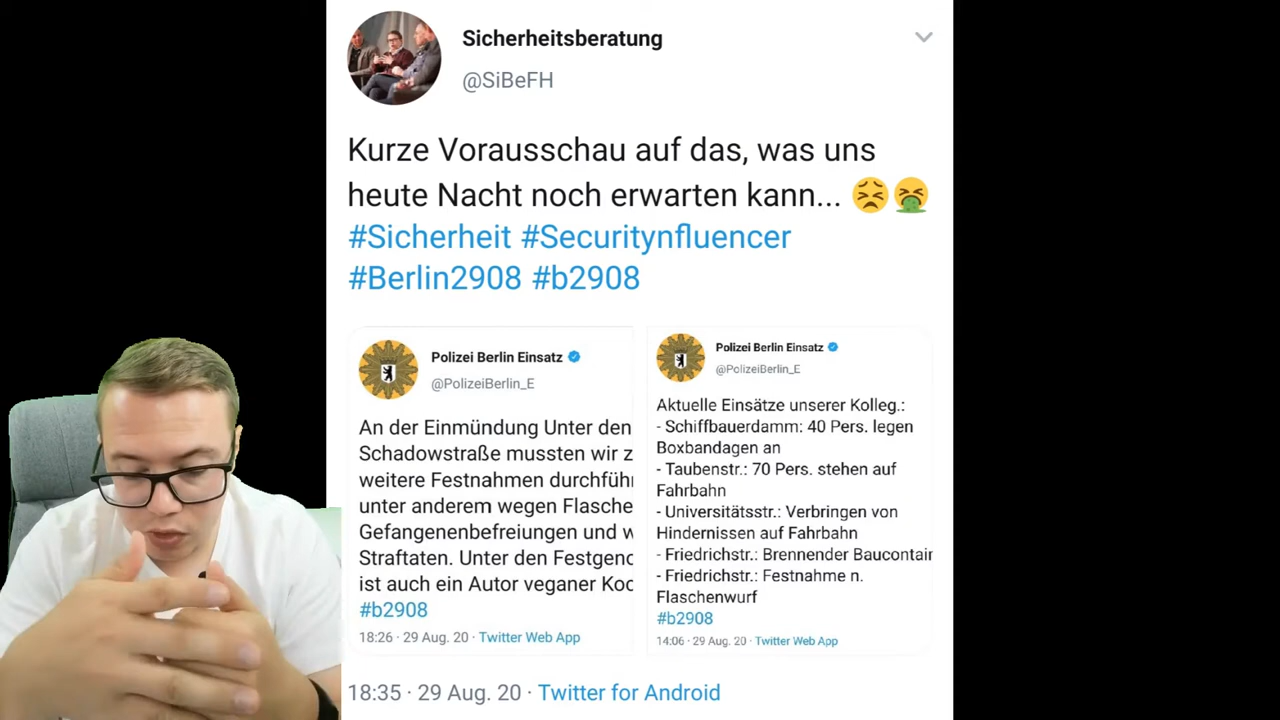 Sicherheitsberatung
@SiBeFH
Kurze Vorausschau auf das, was uns
heute Nacht noch erwarten kann...
#Sicherheit #Securitynfluencer
#Berlin2908 #b2908
Polizei Berlin Einsatz
@PolizeiBerlin_E
An der Einmündung Unter den
Schadowstraße mussten wir z
weitere Festnahmen durchführ
unter anderem wegen Flasche
Gefangenenbefreiungen und w
Straftaten. Unter den Festgeno
ist auch ein Autor veganer Koc
#b2908
18:26 · 29 Aug. 20 · Twitter Web App
Polizei Berlin Einsatz
@PolizeiBerlin_E
Aktuelle Einsätze unserer Kolleg.:
- Schiffbauerdamm: 40 Pers. legen
Boxbandagen an
- Taubenstr.: 70 Pers. stehen auf
Fahrbahn
- Universitätsstr.: Verbringen von
Hindernissen auf Fahrbahn
- Friedrichstr.: Brennender Baucontain
- Friedrichstr.: Festnahme n.
Flaschenwurf
#b2908
14:06 · 29 Aug. 20 · Twitter Web App
18:35 · 29 Aug. 20 · Twitter for Android